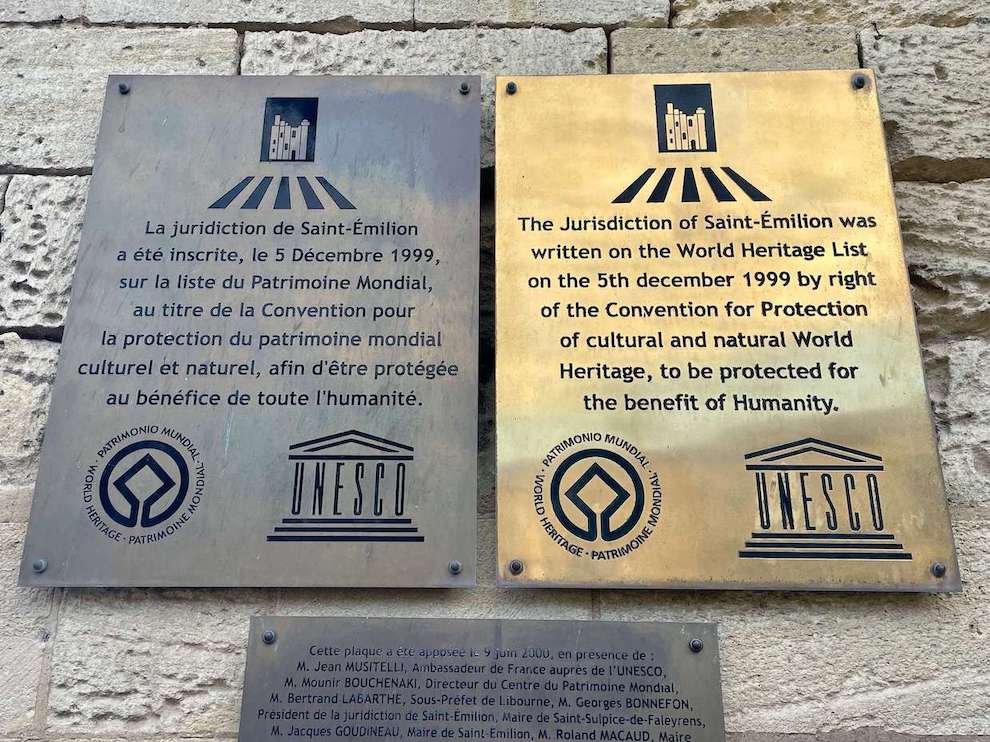 La juridiction de Saint-Émilion
a été inscrite, le 5 Décembre 1999,
sur la liste du Patrimoine Mondial,
au titre de la Convention pour
la protection du patrimoine mondial
culturel et naturel, afin d'être protégée
au bénéfice de toute l'humanité.
PATRIMONIO MUNDIAL · WORLD HERITAGE · PATRIMOINE MONDIAL ·
UNESCO
The Jurisdiction of Saint-Émilion was
written on the World Heritage List
on the 5th december 1999 by right
of the Convention for Protection
of cultural and natural World
Heritage, to be protected for
the benefit of Humanity.
PATRIMONIO MUNDIAL · WORLD HERITAGE · PATRIMOINE MONDIAL ·
UNESCO
Cette plaque a été apposée le 9 juin 2000, en présence de :
M. Jean MUSITELLI, Ambassadeur de France auprès de l'UNESCO,
M. Mounir BOUCHENAKI, Directeur du Centre du Patrimoine Mondial,
M. Bertrand LABARTHE, Sous-Préfet de Libourne, M. Georges BONNEFON,
Président de la juridiction de Saint-Émilion, Maire de Saint-Sulpice-de-Faleyrens,
M. Jacques GOUDINEAU, Maire de Saint-Emilion, M. Roland MACAUD, Maire